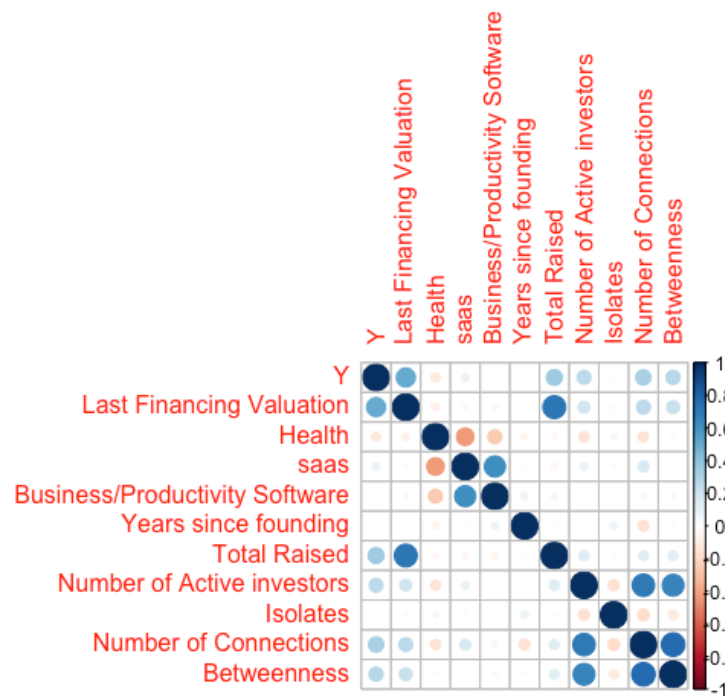 Y
Last Financing Valuation
Health
saas
Business/Productivity Software
Years since founding
Total Raised
Number of Active investors
Isolates
Number of Connections
Betweenness
Y
Last Financing Valuation
Health
saas
Business/Productivity Software
Years since founding
Total Raised
Number of Active investors
Isolates
Number of Connections
Betweenness
1
0.8
0.6
0.4
0.2
0